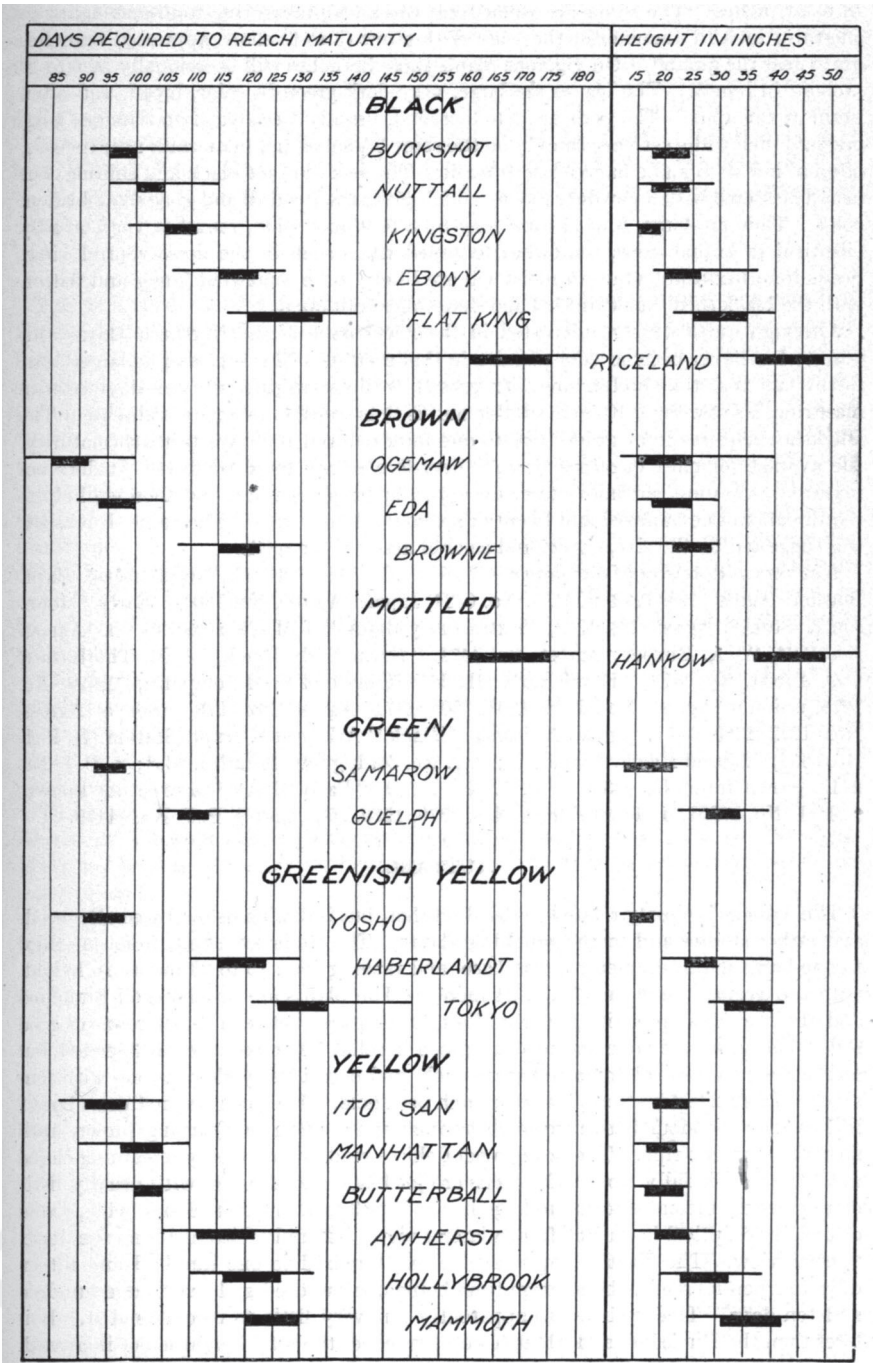 DAYS REQUIRED TO REACH MATURITY HEIGHT IN INCHES
85 90 95 100 105 110 115 120 125 130 135 145 150 155 160 165 170 175 180 15 20 25 30 35 40 45 50
BLACK
BUCKSHOT
NUTTALL
KINGSTON
EBONY
FLAT KING
RICELAND
BROWN
OGEMAW
EDA
BROWNIE
MOTTLED
HANKOW
GREEN
SAMAROW
GUELPH
GREENISH YELLOW
YOSHO
HABERLANDT
TOKYO
YELLOW
ITO SAN
MANHATTAN
BUTTERBALL
AMHERST
HOLLYBROOK
MAMMOTH